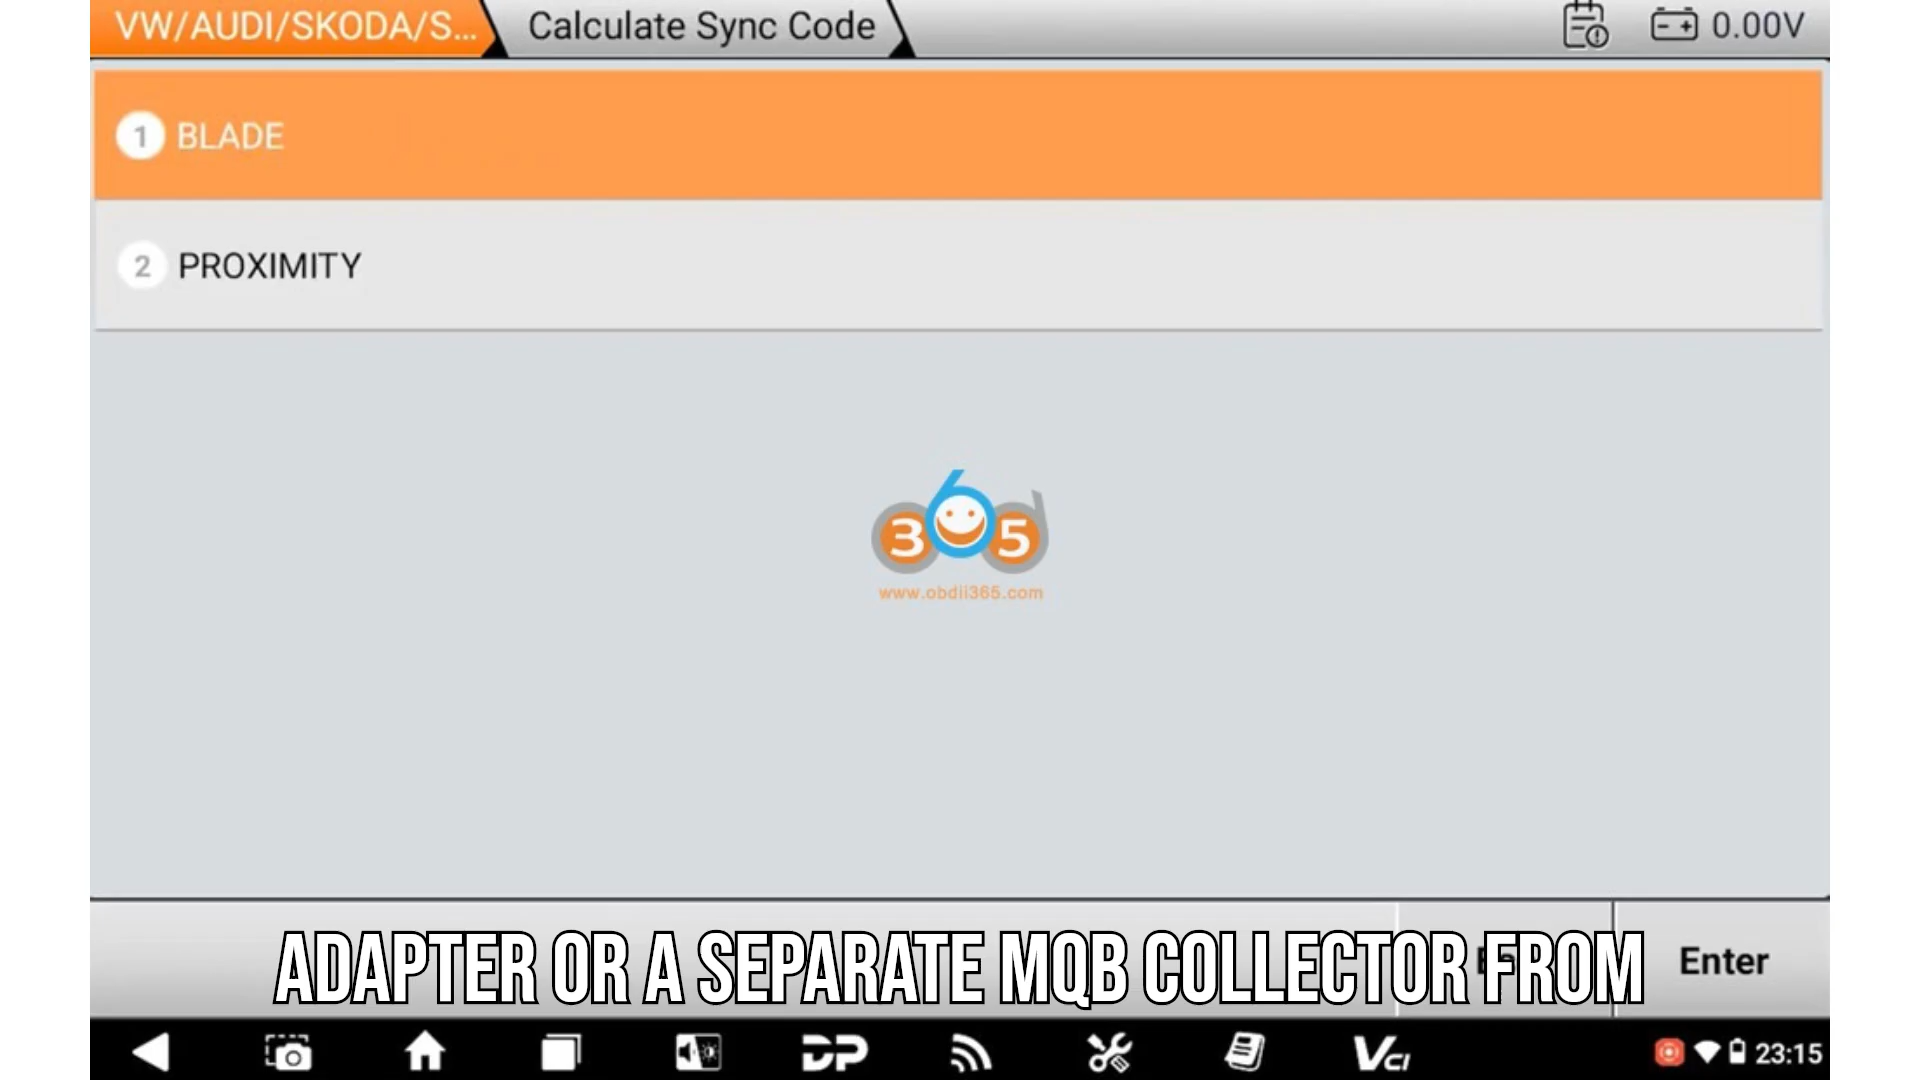 VW/AUDI/SKODA/S...
Calculate Sync Code
0.00V
1 BLADE
2 PROXIMITY
365
www.obdii365.com
ADAPTER OR A SEPARATE MQB COLLECTOR FROM
Enter
DP
VCI
23:15